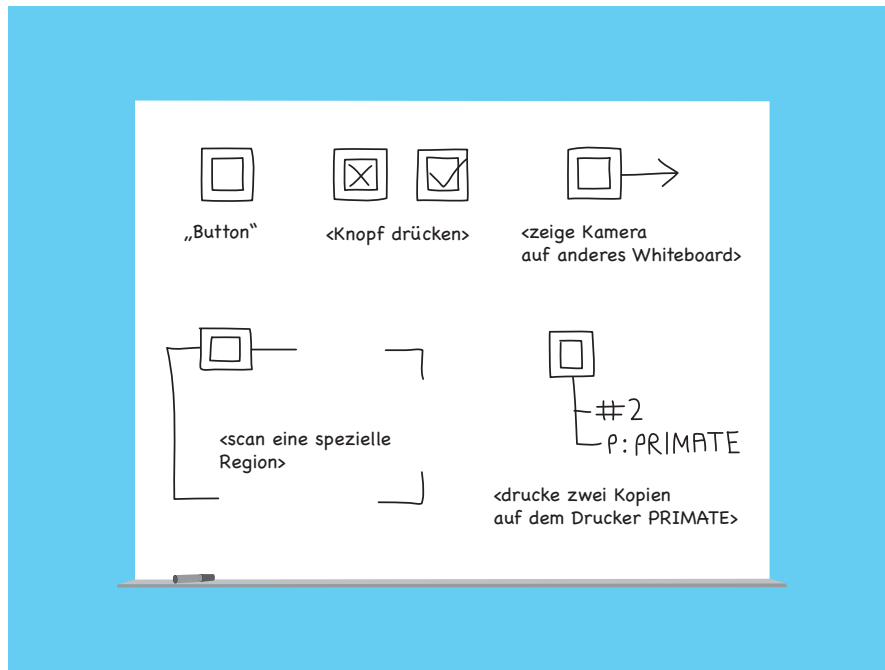 „Button“
<Knopf drücken>
<zeige Kamera
auf anderes Whiteboard>
<scan eine spezielle
Region>
#2
P:PRIMATE
<drucke zwei Kopien
auf dem Drucker PRIMATE>